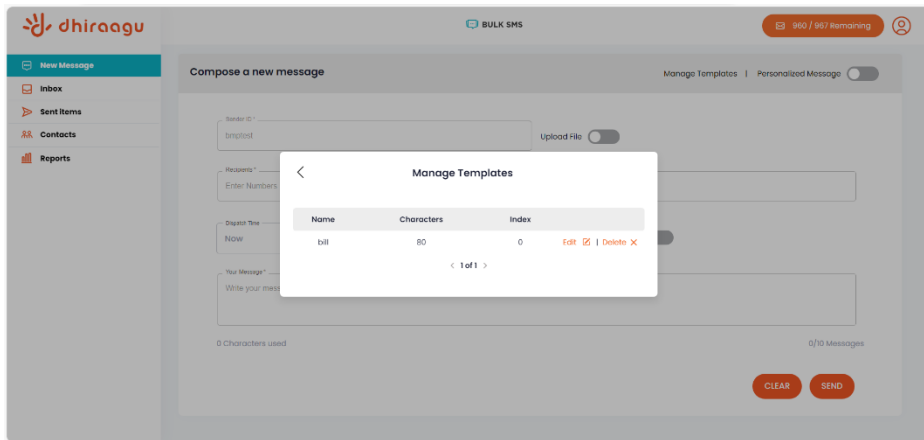 dhiraagu
BULK SMS
960 / 967 Remaining
New Message
Inbox
Sent items
Contacts
Reports
Compose a new message
Manage Templates | Personalized Message
Sender ID *
tmptest
Upload File
Recipients *
Enter Numbers
Dispatch Time
Now
Your Message *
Write your mess
Manage Templates
Name Characters Index
bill 80 0 Edit | Delete
< 1 of 1 >
0 Characters used
0/10 Messages
CLEAR
SEND